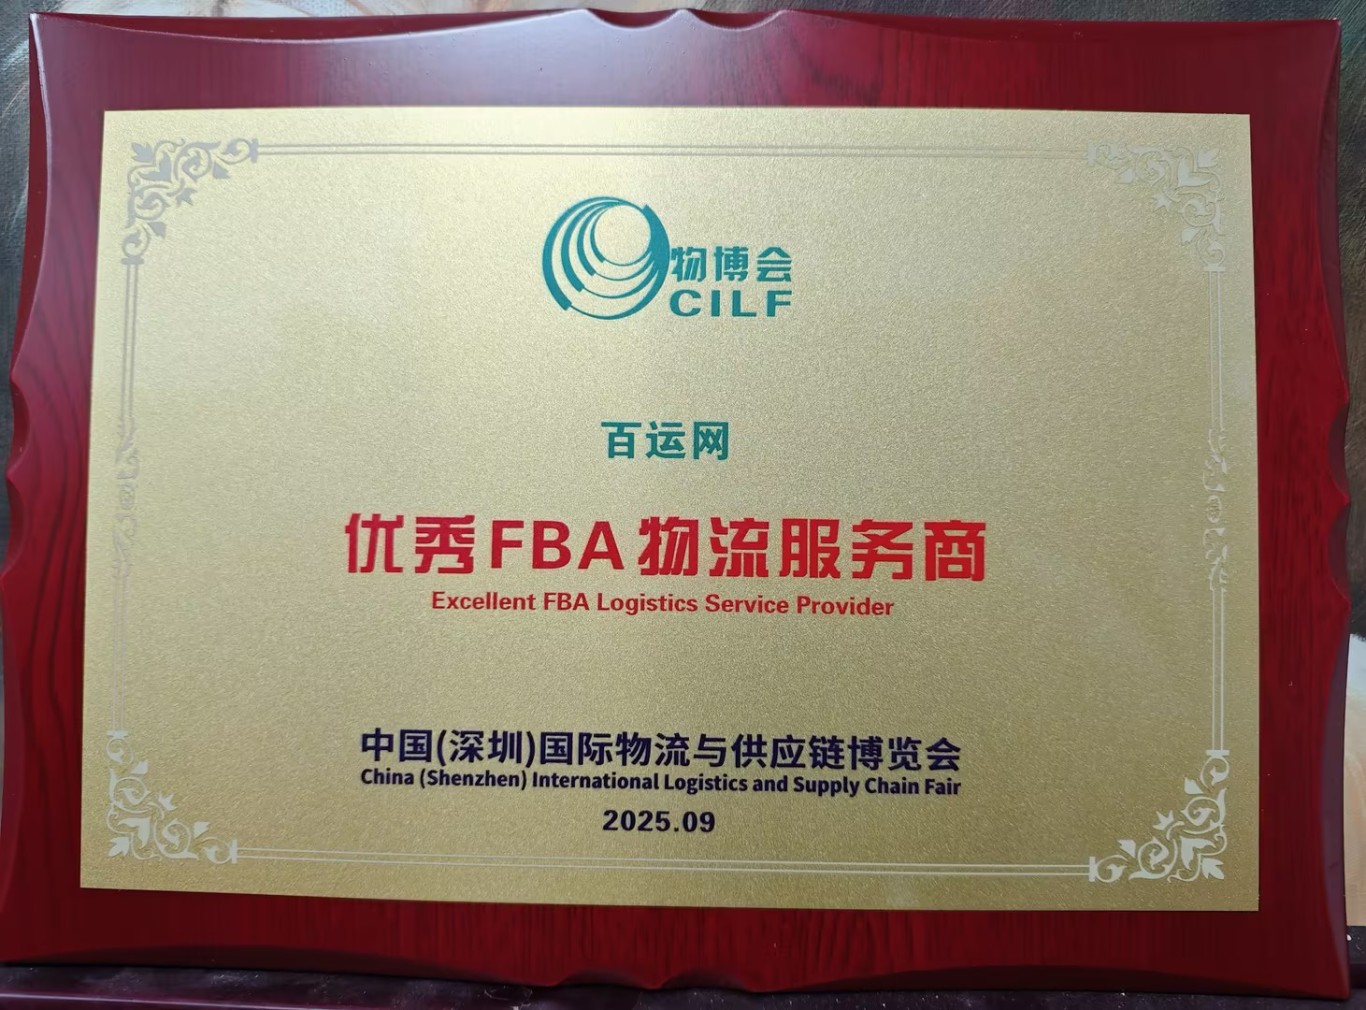 物博会
CILF
百运网
优秀FBA物流服务商
Excellent FBA Logistics Service Provider
中国(深圳)国际物流与供应链博览会
China (Shenzhen) International Logistics and Supply Chain Fair
2025.09